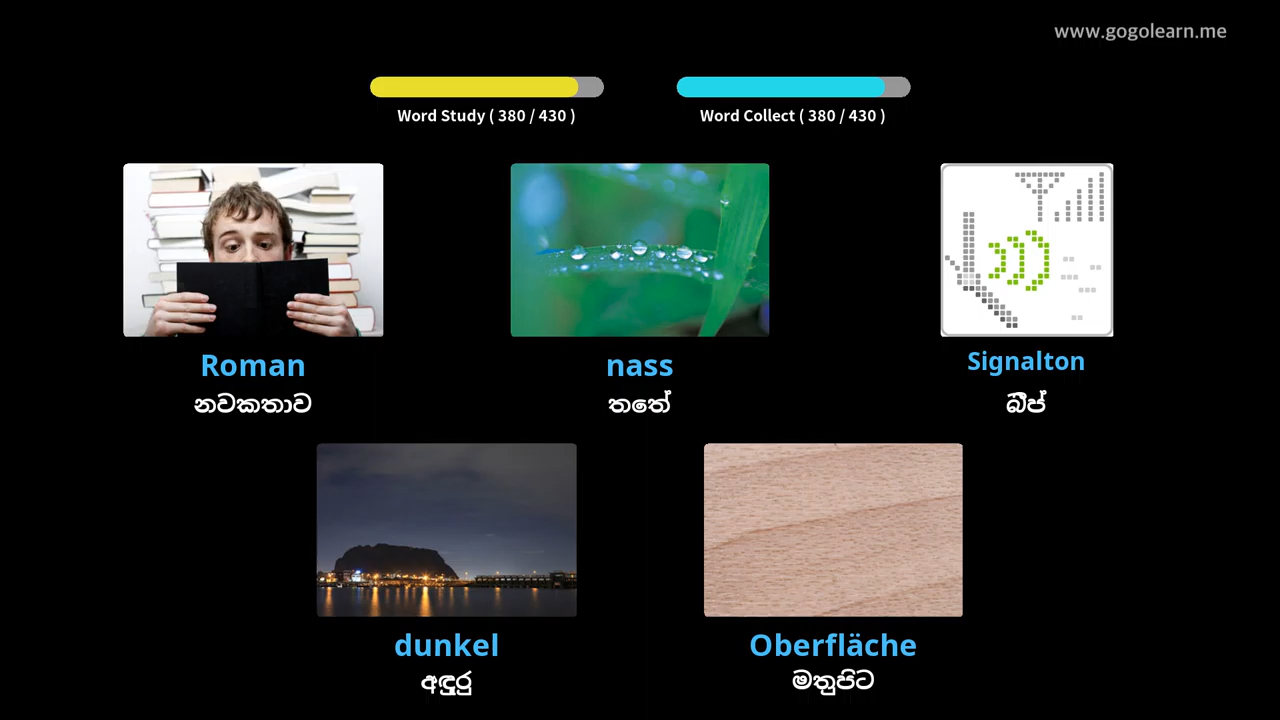 www.gogolearn.me
Word Study ( 380 / 430 )
Word Collect ( 380 / 430 )
Roman
නවකතාව
nass
තතේ
Signalton
බීප්
dunkel
අඳුරු
Oberfläche
මතුපිට